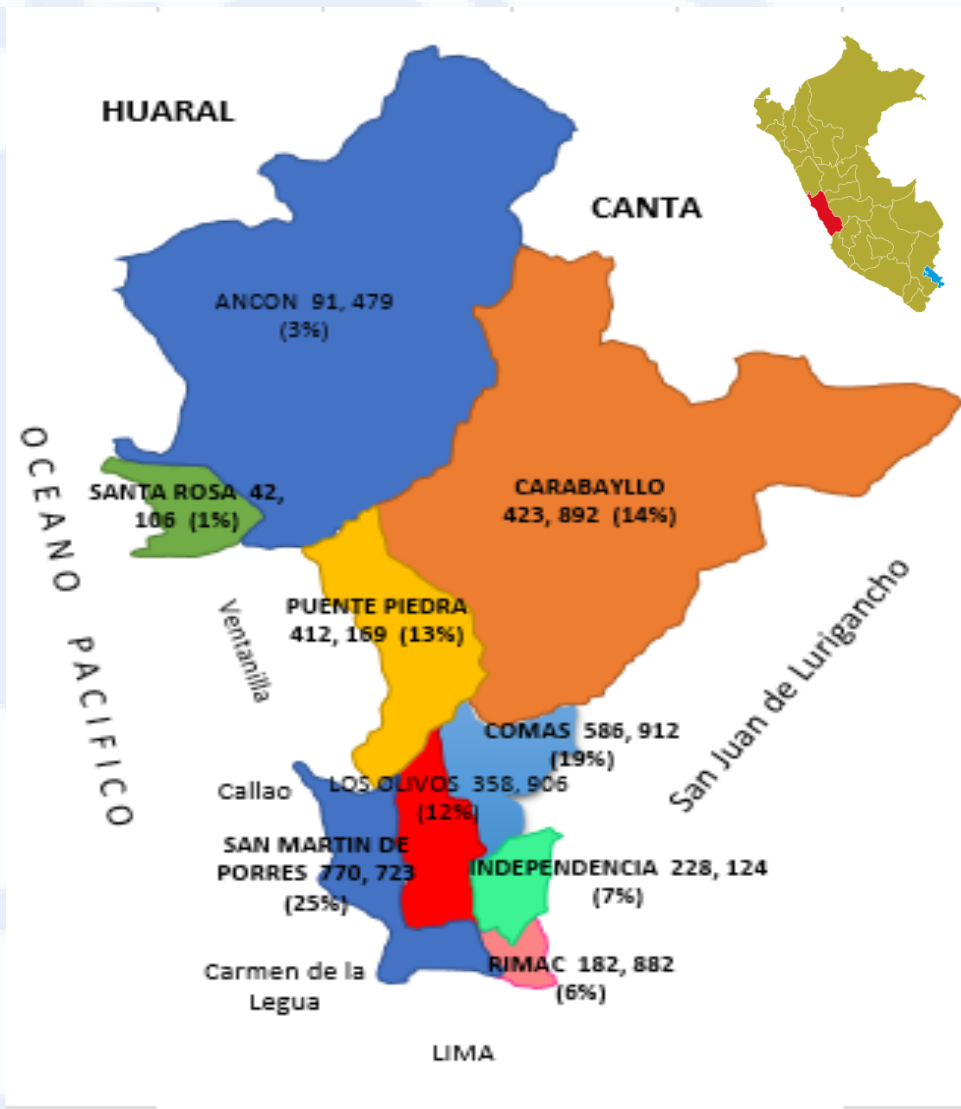 HUARAL
CANTA
ANCON 91, 479
(3%)
SANTA ROSA 42,
106 (1%)
CARABAYLLO
423, 892 (14%)
OCEANO PACIFICO
PUENTE PIEDRA
412, 169 (13%)
Ventanilla
San Juan de Lurigancho
COMAS 586, 912
(19%)
Callao
LOS OLIVOS 358, 906
(12%)
SAN MARTIN DE
PORRES 770, 723
(25%)
INDEPENDENCIA 228, 124
(7%)
Carmen de la
Legua
RIMAC 182, 882
(6%)
LIMA